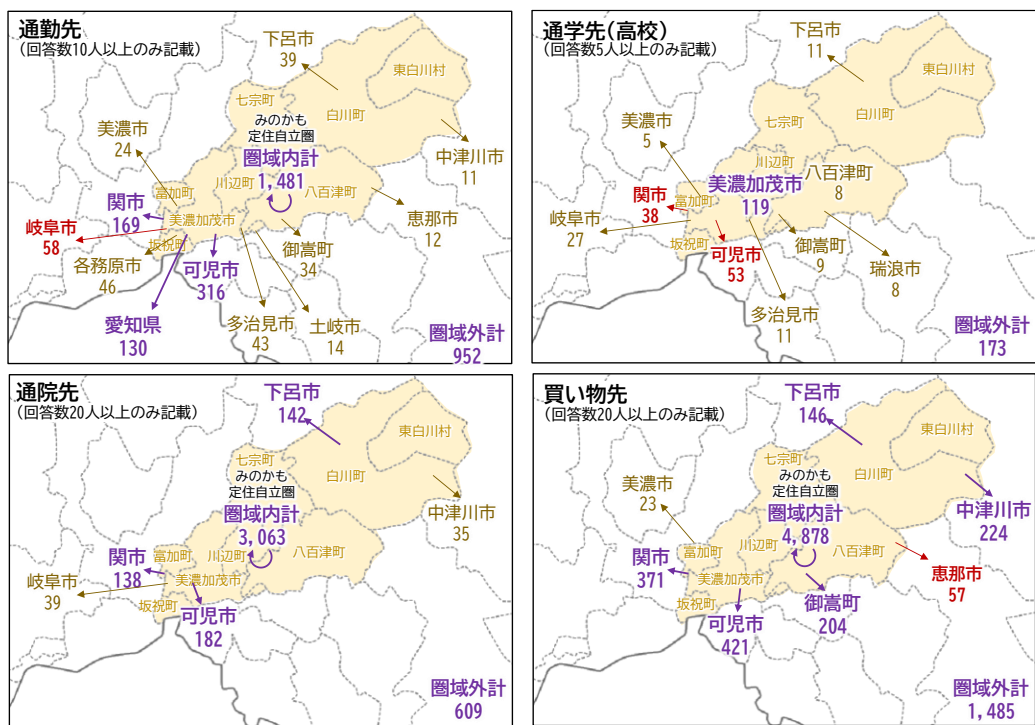 通勤先
(回答数10人以上のみ記載)
下呂市
39
東白川村
七宗町
白川町
みのかも
定住自立圏
圏域内計
1,481
美濃市
24
中津川市
11
富加町
川辺町
八百津町
関市
169
美濃加茂市
恵那市
12
岐阜市
58
坂祝町
御嵩町
34
各務原市
46
可児市
316
愛知県
130
多治見市
43
土岐市
14
圏域外計
952
通学先(高校)
(回答数5人以上のみ記載)
下呂市
11
東白川村
七宗町
白川町
美濃市
5
川辺町
八百津町
8
美濃加茂市
119
富加町
関市
38
岐阜市
27
坂祝町
可児市
53
御嵩町
9
瑞浪市
8
多治見市
11
圏域外計
173
通院先
(回答数20人以上のみ記載)
下呂市
142
東白川村
七宗町
白川町
みのかも
定住自立圏
圏域内計
3,063
中津川市
35
富加町
川辺町
八百津町
関市
138
岐阜市
39
美濃加茂市
坂祝町
可児市
182
圏域外計
609
買い物先
(回答数20人以上のみ記載)
下呂市
146
東白川村
七宗町
白川町
みのかも
定住自立圏
圏域内計
4,878
美濃市
23
中津川市
224
富加町
川辺町
八百津町
関市
371
美濃加茂市
恵那市
57
坂祝町
御嵩町
204
可児市
421
圏域外計
1,485